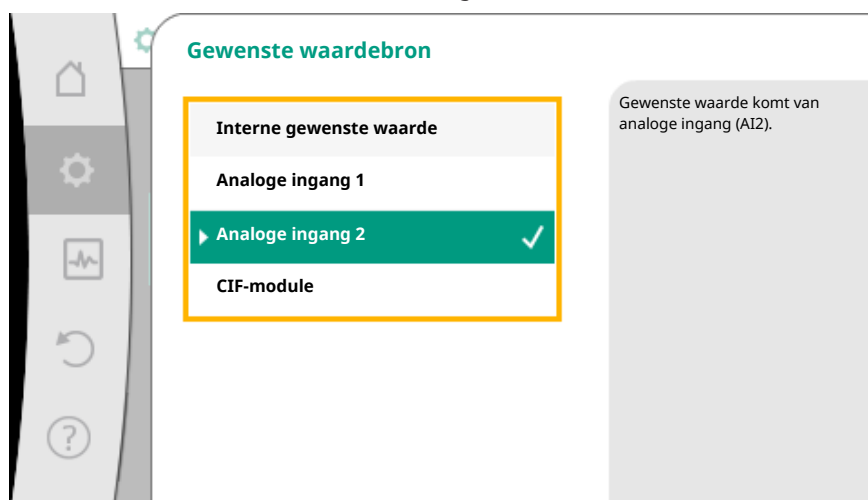 Gewenste waardebron
Interne gewenste waarde
Analoge ingang 1
Analoge ingang 2
CIF-module
Gewenste waarde komt van
analoge ingang (AI2).
?